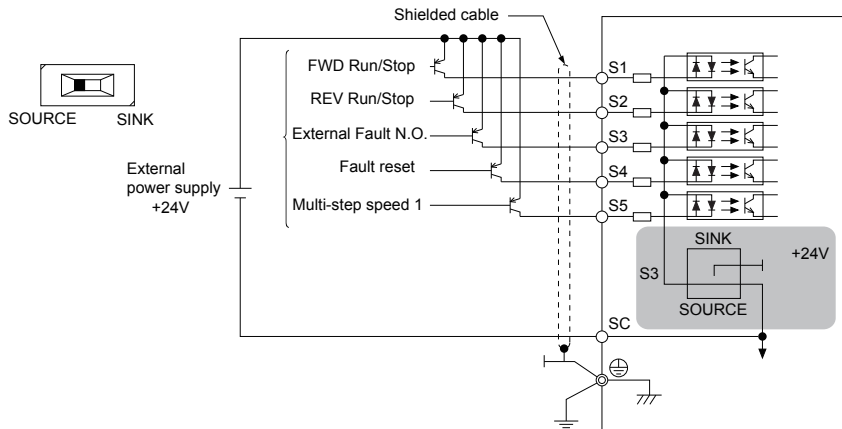 Shielded cable
FWD Run/Stop
S1
REV Run/Stop
S2
SOURCE SINK
External Fault N.O.
S3
External
power supply
+24V
Fault reset
S4
Multi-step speed 1
S5
SINK
+24V
S3
SOURCE
SC